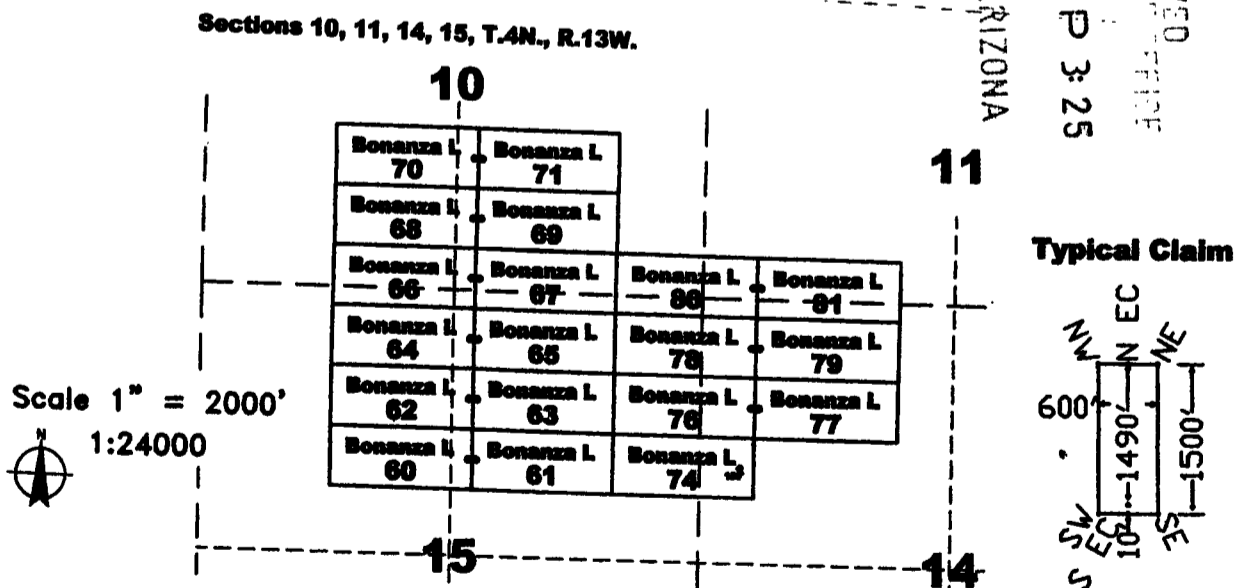 Sections 10, 11, 14, 15, T.4N., R.13W.
RIZONA
P 3:25
10
11
Bonanza L
70
Bonanza L
71
Bonanza L
68
Bonanza L
69
Bonanza L
66
Bonanza L
67
Bonanza L
80
Bonanza L
81
Bonanza L
64
Bonanza L
65
Bonanza L
78
Bonanza L
79
Bonanza L
62
Bonanza L
63
Bonanza L
76
Bonanza L
77
Bonanza L
60
Bonanza L
61
Bonanza L
74
15
14
Scale 1" = 2000'
N
1:24000
Typical Claim
N EC
NW
NE
600'
1490'
1500'
SW
SE
S EC
10'